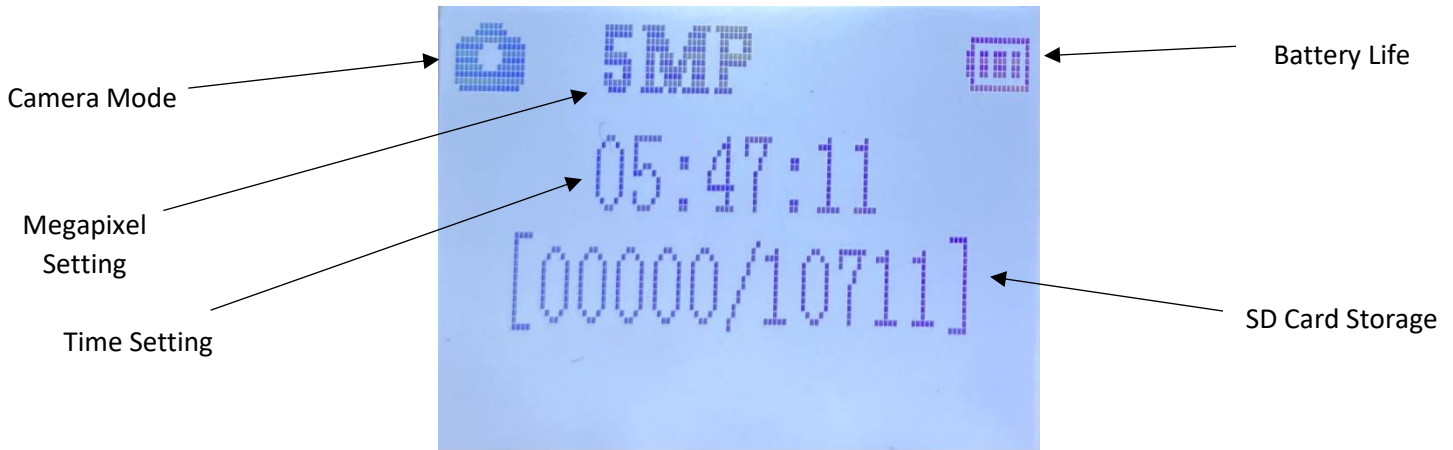 5MP
Battery Life
Camera Mode
05:47:11
Megapixel
Setting
[00000/10711]
SD Card Storage
Time Setting